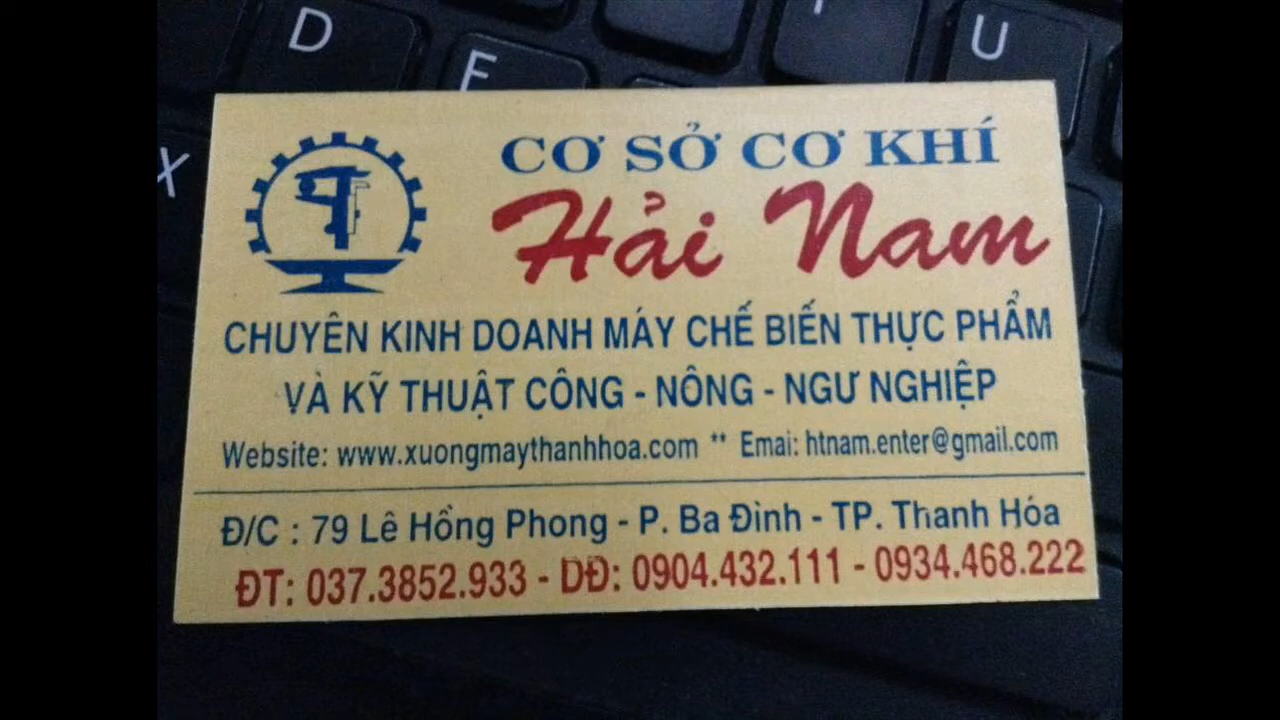 D
F
U
X
CƠ SỞ CƠ KHÍ
Hải Nam
CHUYÊN KINH DOANH MÁY CHẾ BIẾN THỰC PHẨM
VÀ KỸ THUẬT CÔNG - NÔNG - NGƯ NGHIỆP
Website: www.xuongmaythanhhoa.com ** Emai: htnam.enter@gmail.com
Đ/C : 79 Lê Hồng Phong - P. Ba Đình - TP. Thanh Hóa
ĐT: 037.3852.933 - DĐ: 0904.432.111 - 0934.468.222